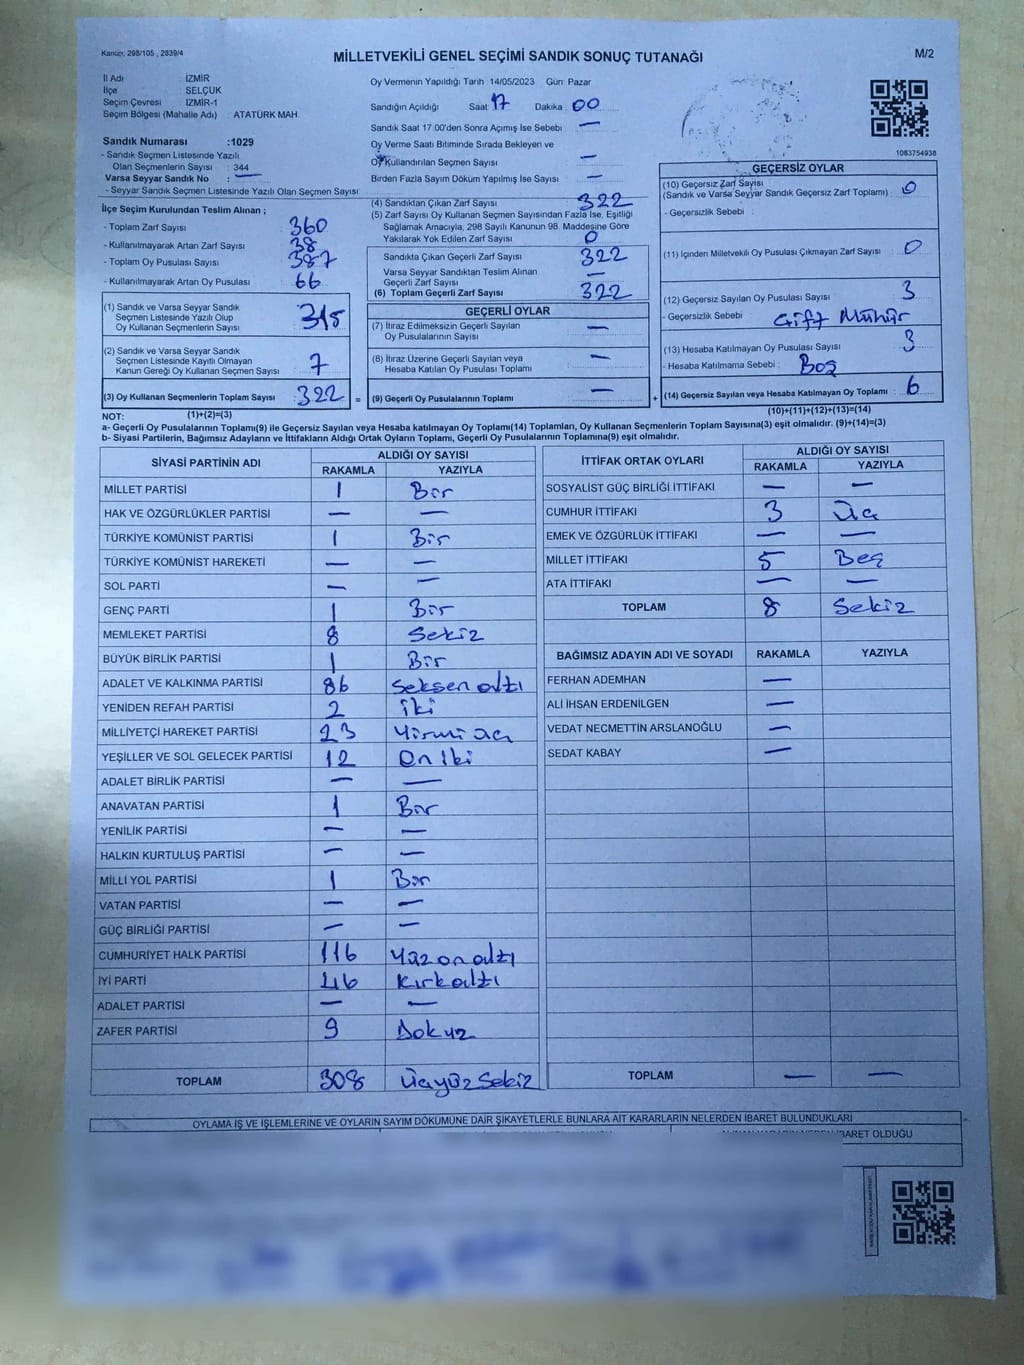 Kanun: 298/105 , 2839/4
MİLLETVEKİLİ GENEL SEÇİMİ SANDIK SONUÇ TUTANAĞI
M/2
İl Adı : İZMİR
İlçe : SELÇUK
Seçim Çevresi : İZMİR-1
Seçim Bölgesi (Mahalle Adı) : ATATÜRK MAH.
Oy Vermenin Yapıldığı Tarih 14/05/2023 Gün: Pazar
Sandığın Açıldığı Saat: 17 Dakika: 00
Sandık Saat 17.00'den Sonra Açımış İse Sebebi : —
Oy Verme Saati Bitiminde Sırada Bekleyen ve
Oy Kullandırılan Seçmen Sayısı : —
Birden Fazla Sayım Döküm Yapılmış İse Sayısı : —
1083754938
Sandık Numarası :1029
- Sandık Seçmen Listesinde Yazılı
Olan Seçmenlerin Sayısı : 344
Varsa Seyyar Sandık No : —
- Seyyar Sandık Seçmen Listesinde Yazılı Olan Seçmen Sayısı:
İlçe Seçim Kurulundan Teslim Alınan ;
- Toplam Zarf Sayısı : 360
- Kullanılmayarak Artan Zarf Sayısı : 38
- Toplam Oy Pusulası Sayısı : 387
- Kullanılmayarak Artan Oy Pusulası : 66
(1) Sandık ve Varsa Seyyar Sandık
Seçmen Listesinde Yazılı Olup
Oy Kullanan Seçmenlerin Sayısı : 315
(2) Sandık ve Varsa Seyyar Sandık
Seçmen Listesinde Kayıtlı Olmayan
Kanun Gereği Oy Kullanan Seçmen Sayısı : 7
(3) Oy Kullanan Seçmenlerin Toplam Sayısı : 322 =
(4) Sandıktan Çıkan Zarf Sayısı : 322
(5) Zarf Sayısı Oy Kullanan Seçmen Sayısından Fazla İse, Eşitliği
Sağlamak Amacıyla, 298 Sayılı Kanunun 98. Maddesine Göre
Yakılarak Yok Edilen Zarf Sayısı : 0
Sandıkta Çıkan Geçerli Zarf Sayısı : 322
Varsa Seyyar Sandıktan Teslim Alınan
Geçerli Zarf Sayısı : —
(6) Toplam Geçerli Zarf Sayısı : 322
GEÇERLİ OYLAR
(7) İtiraz Edilmeksizin Geçerli Sayılan
Oy Pusulalarının Sayısı : —
(8) İtiraz Üzerine Geçerli Sayılan veya
Hesaba Katılan Oy Pusulası Toplamı : —
(9) Geçerli Oy Pusulalarının Toplamı : — +
GEÇERSİZ OYLAR
(10) Geçersiz Zarf Sayısı
(Sandık ve Varsa Seyyar Sandık Geçersiz Zarf Toplamı) : 0
- Geçersizlik Sebebi :
(11) İçinden Milletvekili Oy Pusulası Çıkmayan Zarf Sayısı : 0
(12) Geçersiz Sayılan Oy Pusulası Sayısı : 3
- Geçersizlik Sebebi : Çift Mühür
(13) Hesaba Katılmayan Oy Pusulası Sayısı : 3
- Hesaba Katılmama Sebebi : Boş
(14) Geçersiz Sayılan veya Hesaba Katılmayan Oy Toplamı : 6
NOT: (1)+(2)=(3)
(10)+(11)+(12)+(13)=(14)
a- Geçerli Oy Pusulalarının Toplamı(9) ile Geçersiz Sayılan veya Hesaba katılmayan Oy Toplamı(14) Toplamları, Oy Kullanan Seçmenlerin Toplam Sayısına(3) eşit olmalıdır. (9)+(14)=(3)
b- Siyasi Partilerin, Bağımsız Adayların ve İttifakların Aldığı Ortak Oyların Toplamı, Geçerli Oy Pusulalarının Toplamına(9) eşit olmalıdır.
SİYASİ PARTİNİN ADI ALDIĞI OY SAYISI
RAKAMLA YAZIYLA
MİLLET PARTİSİ 1 Bir
HAK VE ÖZGÜRLÜKLER PARTİSİ — —
TÜRKİYE KOMÜNİST PARTİSİ 1 Bir
TÜRKİYE KOMÜNİST HAREKETİ — —
SOL PARTİ — —
GENÇ PARTİ 1 Bir
MEMLEKET PARTİSİ 8 Sekiz
BÜYÜK BİRLİK PARTİSİ 1 Bir
ADALET VE KALKINMA PARTİSİ 86 Seksen altı
YENİDEN REFAH PARTİSİ 2 iki
MİLLİYETÇİ HAREKET PARTİSİ 23 Yirmi üç
YEŞİLLER VE SOL GELECEK PARTİSİ 12 On iki
ADALET BİRLİK PARTİSİ — —
ANAVATAN PARTİSİ 1 Bir
YENİLİK PARTİSİ — —
HALKIN KURTULUŞ PARTİSİ — —
MİLLİ YOL PARTİSİ 1 Bir
VATAN PARTİSİ — —
GÜÇ BİRLİĞİ PARTİSİ — —
CUMHURİYET HALK PARTİSİ 116 Yüz on altı
İYİ PARTİ 46 Kırk altı
ADALET PARTİSİ — —
ZAFER PARTİSİ 9 Dokuz
TOPLAM 308 Üçyüz Sekiz
İTTİFAK ORTAK OYLARI ALDIĞI OY SAYISI
RAKAMLA YAZIYLA
SOSYALİST GÜÇ BİRLİĞİ İTTİFAKI — —
CUMHUR İTTİFAKI 3 Üç
EMEK VE ÖZGÜRLÜK İTTİFAKI — —
MİLLET İTTİFAKI 5 Beş
ATA İTTİFAKI — —
TOPLAM 8 Sekiz
BAĞIMSIZ ADAYIN ADI VE SOYADI RAKAMLA YAZIYLA
FERHAN ADEMHAN —
ALİ İHSAN ERDENİLGEN —
VEDAT NECMETTİN ARSLANOĞLU —
SEDAT KABAY —
TOPLAM — —
OYLAMA İŞ VE İŞLEMLERİNE VE OYLARIN SAYIM DÖKÜMÜNE DAİR ŞİKAYETLERLE BUNLARA AİT KARARLARIN NELERDEN İBARET BULUNDUKLARI
İBARET OLDUĞU